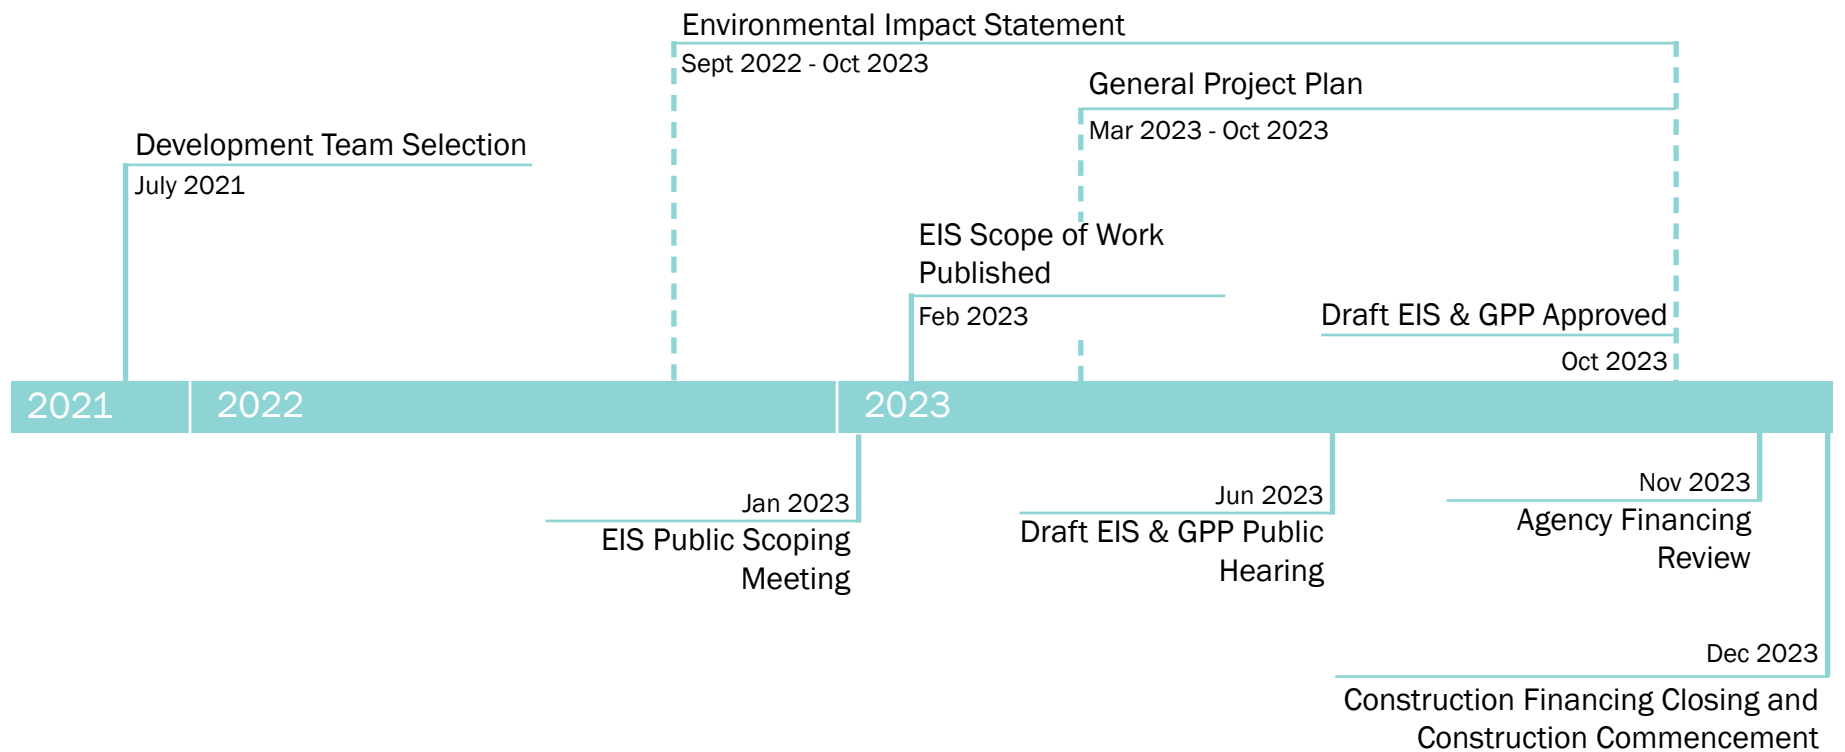 Environmental Impact Statement
Sept 2022 - Oct 2023
General Project Plan
Mar 2023 - Oct 2023
Development Team Selection
July 2021
EIS Scope of Work
Published
Feb 2023
Draft EIS & GPP Approved
Oct 2023
2021
2022
2023
Jan 2023
EIS Public Scoping
Meeting
Jun 2023
Draft EIS & GPP Public
Hearing
Nov 2023
Agency Financing
Review
Dec 2023
Construction Financing Closing and
Construction Commencement